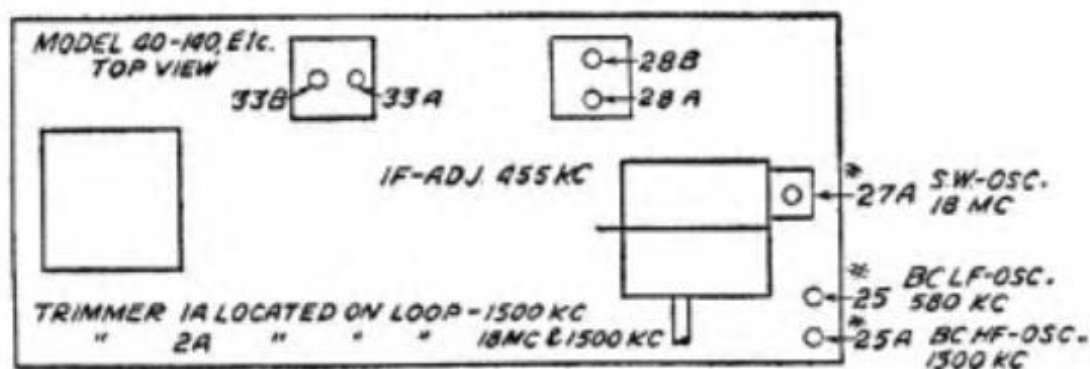 MODEL 40-140, Etc.
TOP VIEW
33B 33A
28B
28A
IF-ADJ. 455 KC
* 27A S.W.-OSC.
18 MC
* 25 BC LF-OSC.
580 KC
TRIMMER 1A LOCATED ON LOOP-1500 KC
" 2A " " " 18 MC & 1500 KC
* 25A BC HF-OSC.
1500 KC